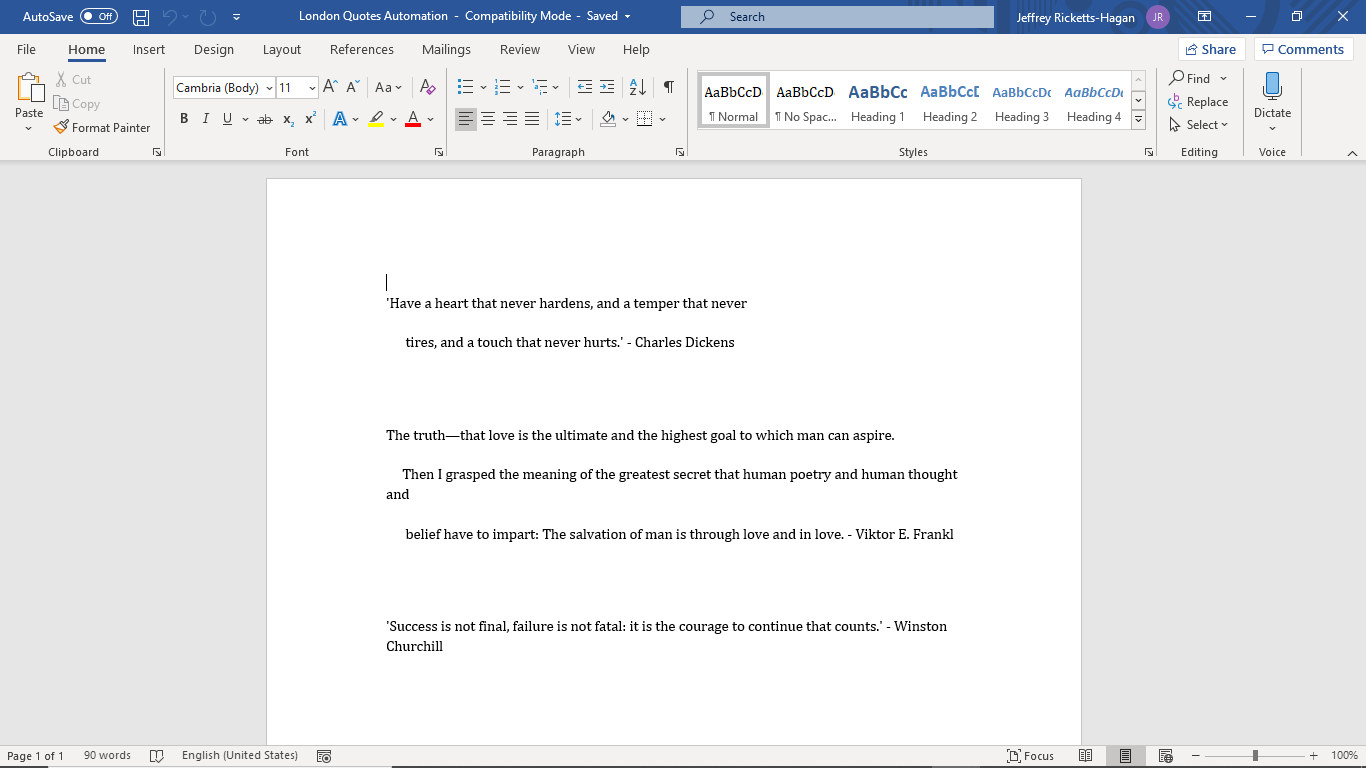 AutoSave Off London Quotes Automation - Compatibility Mode - Saved Search Jeffrey Ricketts-Hagan JR
File Home Insert Design Layout References Mailings Review View Help Share Comments
Paste Cut Copy Format Painter
Clipboard
Cambria (Body) 11 A A Aa A
B I U ab x₂ x² A A
Font
A Z ¶
Paragraph
AaBbCcD AaBbCcD AaBbCc AaBbCcD AaBbCcDc AaBbCcDc
¶ Normal ¶ No Spac... Heading 1 Heading 2 Heading 3 Heading 4
Styles
Find
Replace
Select
Editing
Dictate
Voice
'Have a heart that never hardens, and a temper that never
tires, and a touch that never hurts.' - Charles Dickens
The truth—that love is the ultimate and the highest goal to which man can aspire.
Then I grasped the meaning of the greatest secret that human poetry and human thought
and
belief have to impart: The salvation of man is through love and in love. - Viktor E. Frankl
'Success is not final, failure is not fatal: it is the courage to continue that counts.' - Winston
Churchill
Page 1 of 1 90 words English (United States) Focus 100%